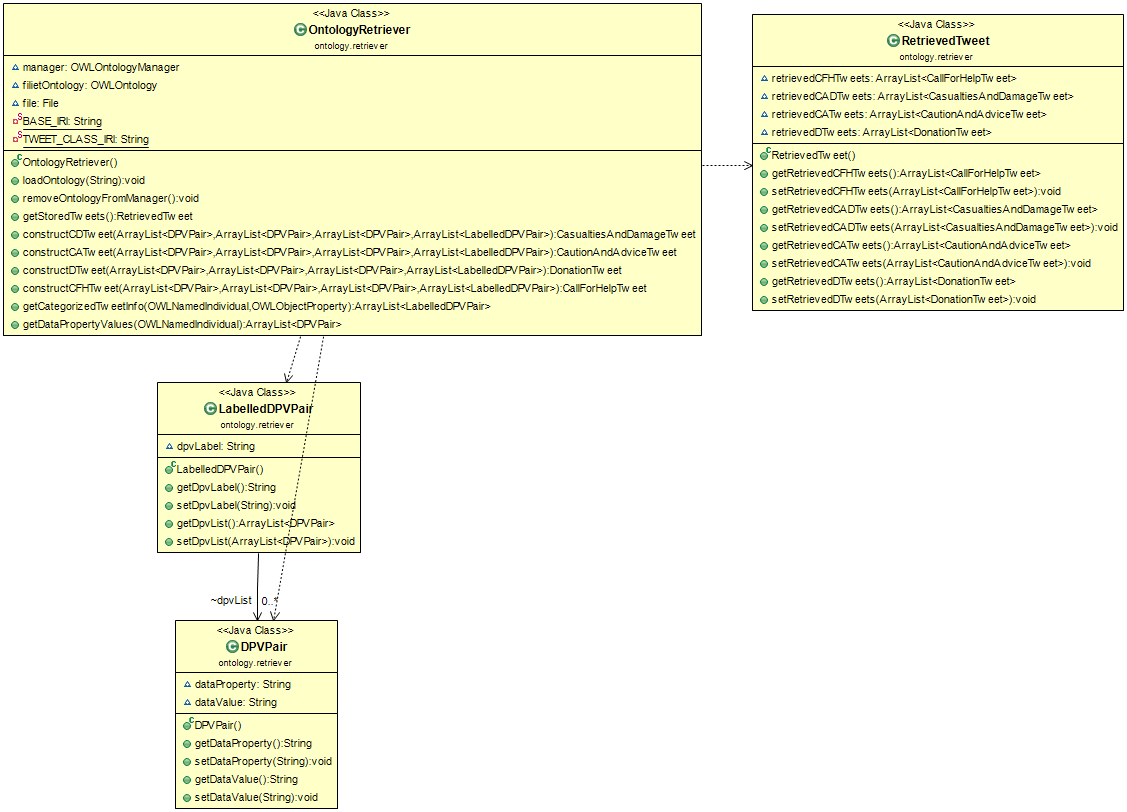 <<Java Class>>
OntologyRetriever
ontology.retriever
manager: OWLOntologyManager
filietOntology: OWLOntology
file: File
BASE_IRI: String
TWEET_CLASS_IRI: String
OntologyRetriever()
loadOntology(String):void
removeOntologyFromManager():void
getStoredTweets():RetrievedTweet
constructCDTweet(ArrayList<DPVPair>,ArrayList<DPVPair>,ArrayList<DPVPair>,ArrayList<LabelledDPVPair>):CasualtiesAndDamageTweet
constructCATweet(ArrayList<DPVPair>,ArrayList<DPVPair>,ArrayList<DPVPair>,ArrayList<LabelledDPVPair>):CautionAndAdviceTweet
constructDTweet(ArrayList<DPVPair>,ArrayList<DPVPair>,ArrayList<DPVPair>,ArrayList<LabelledDPVPair>):DonationTweet
constructCFHTweet(ArrayList<DPVPair>,ArrayList<DPVPair>,ArrayList<DPVPair>,ArrayList<LabelledDPVPair>):CallForHelpTweet
getCategorizedTweetInfo(OWLNamedIndividual,OWLObjectProperty):ArrayList<LabelledDPVPair>
getDataPropertyValues(OWLNamedIndividual):ArrayList<DPVPair>
<<Java Class>>
RetrievedTweet
ontology.retriever
retrievedCFHTweets: ArrayList<CallForHelpTweet>
retrievedCADTweets: ArrayList<CasualtiesAndDamageTweet>
retrievedCATweets: ArrayList<CautionAndAdviceTweet>
retrievedDTweets: ArrayList<DonationTweet>
RetrievedTweet()
getRetrievedCFHTweets():ArrayList<CallForHelpTweet>
setRetrievedCFHTweets(ArrayList<CallForHelpTweet>):void
getRetrievedCADTweets():ArrayList<CasualtiesAndDamageTweet>
setRetrievedCADTweets(ArrayList<CasualtiesAndDamageTweet>):void
getRetrievedCATweets():ArrayList<CautionAndAdviceTweet>
setRetrievedCATweets(ArrayList<CautionAndAdviceTweet>):void
getRetrievedDTweets():ArrayList<DonationTweet>
setRetrievedDTweets(ArrayList<DonationTweet>):void
<<Java Class>>
LabelledDPVPair
ontology.retriever
dpvLabel: String
LabelledDPVPair()
getDpvLabel():String
setDpvLabel(String):void
getDpvList():ArrayList<DPVPair>
setDpvList(ArrayList<DPVPair>):void
~dpvList 0..*
<<Java Class>>
DPVPair
ontology.retriever
dataProperty: String
dataValue: String
DPVPair()
getDataProperty():String
setDataProperty(String):void
getDataValue():String
setDataValue(String):void